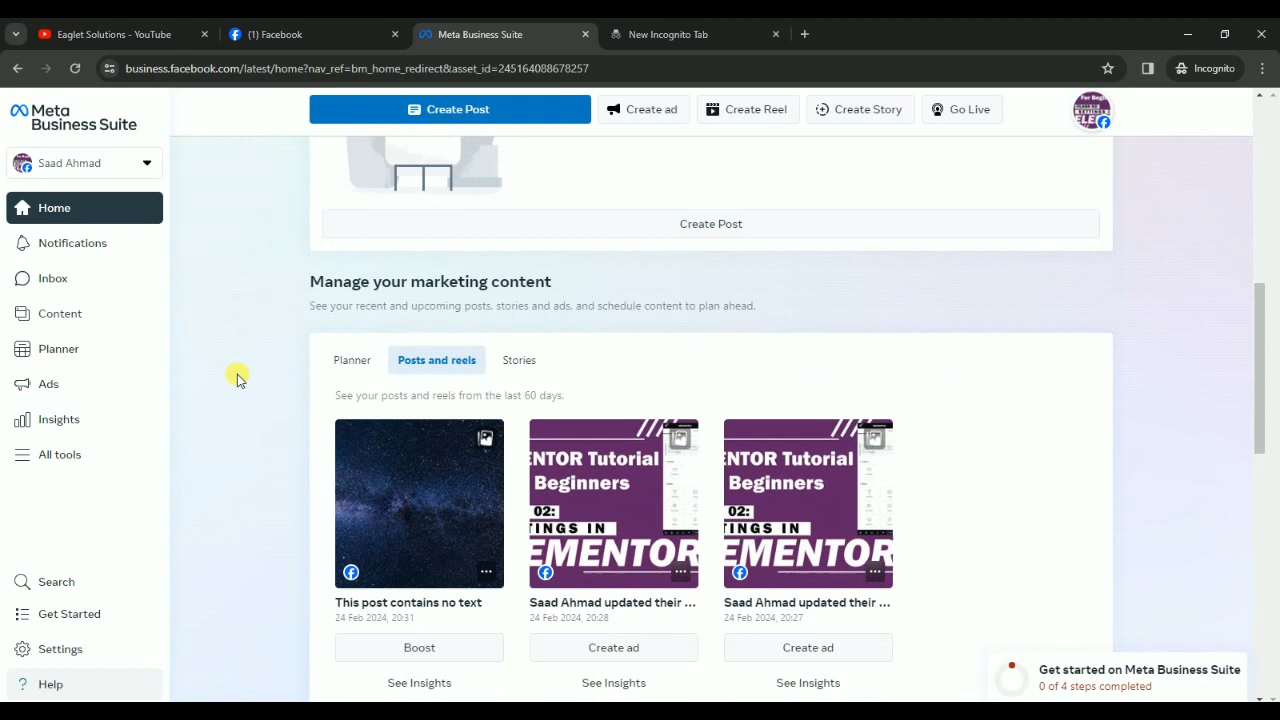 Eaglet Solutions - YouTube
(1) Facebook
Meta Business Suite
New Incognito Tab
business.facebook.com/latest/home?nav_ref=bm_home_redirect&asset_id=245164088678257
Incognito
Meta
Business Suite
Saad Ahmad
Home
Notifications
Inbox
Content
Planner
Ads
Insights
All tools
Search
Get Started
Settings
Help
Create Post
Create ad
Create Reel
Create Story
Go Live
Create Post
Manage your marketing content
See your recent and upcoming posts, stories and ads, and schedule content to plan ahead.
Planner
Posts and reels
Stories
See your posts and reels from the last 60 days.
This post contains no text
24 Feb 2024, 20:31
Boost
See Insights
ENTOR Tutorial
Beginners
02:
TINGS IN
EMENTOR
Saad Ahmad updated their ...
24 Feb 2024, 20:28
Create ad
See Insights
ENTOR Tutorial
Beginners
02:
TINGS IN
EMENTOR
Saad Ahmad updated their ...
24 Feb 2024, 20:27
Create ad
See Insights
Get started on Meta Business Suite
0 of 4 steps completed